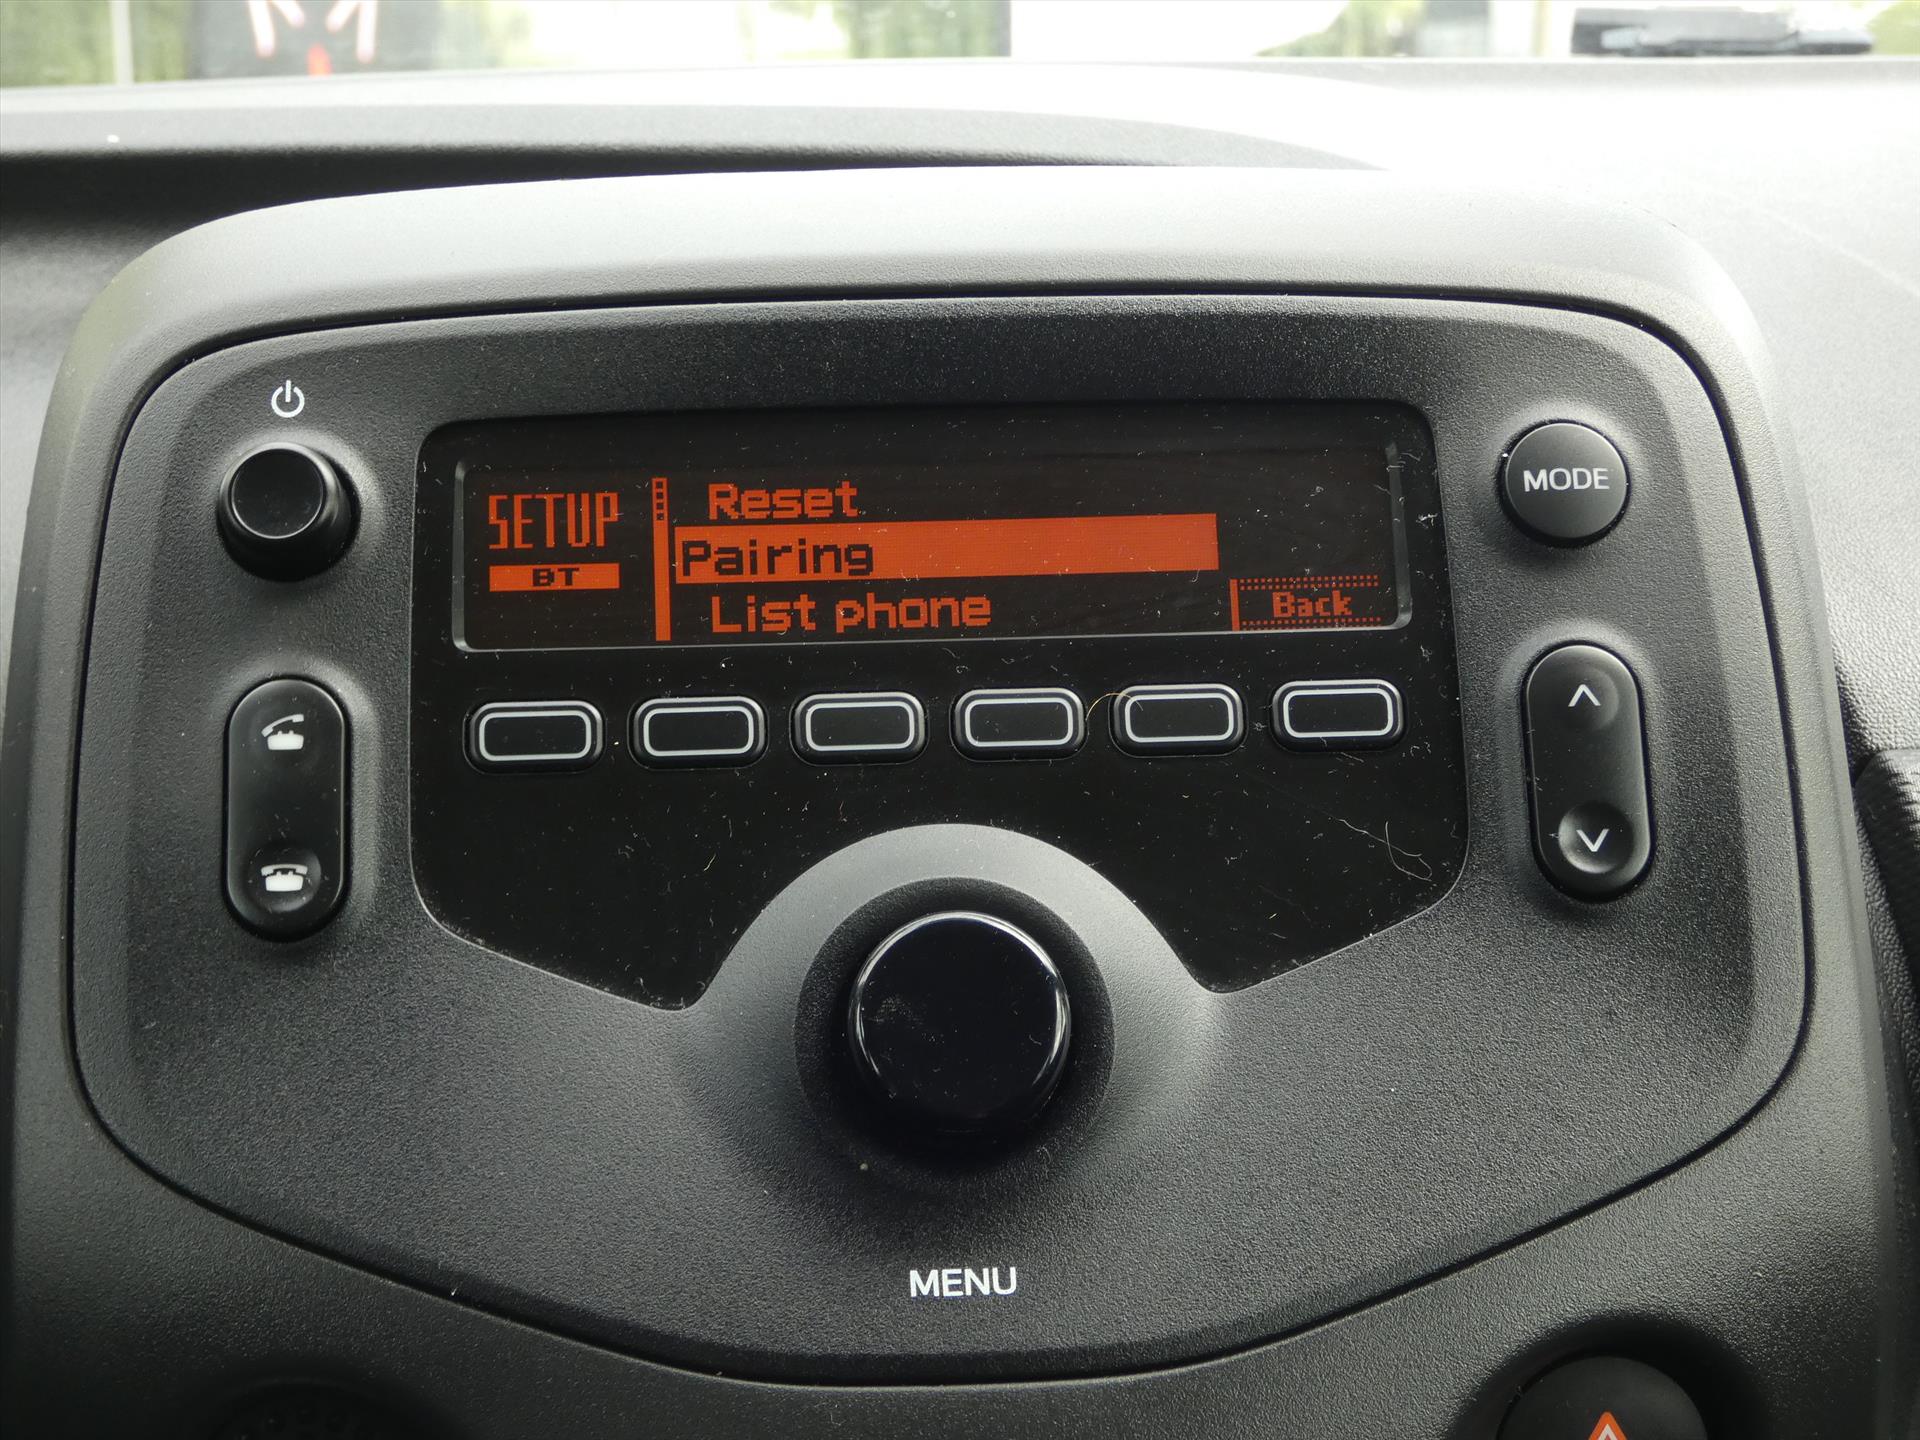 SETUP
BT
Reset
Pairing
List phone
Back
MODE
MENU